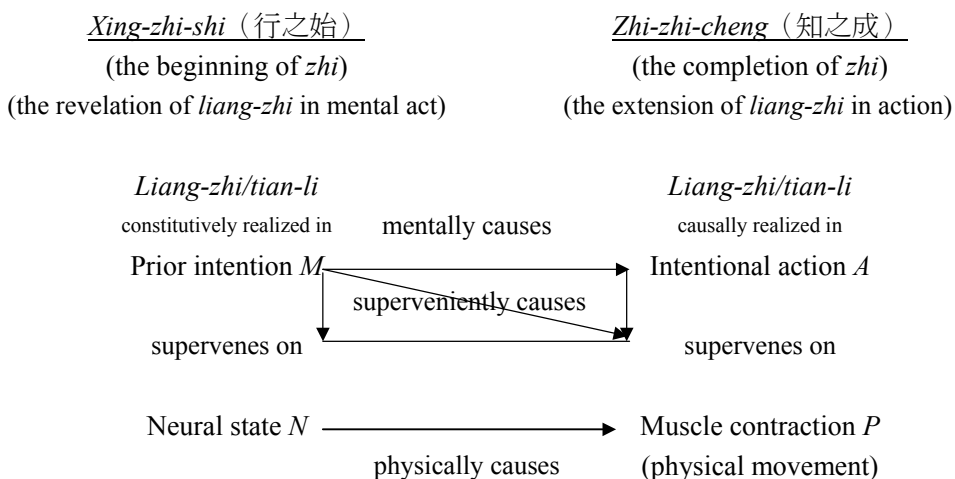 Xing-zhi-shi（行之始） Zhi-zhi-cheng（知之成）
(the beginning of zhi) (the completion of zhi)
(the revelation of liang-zhi in mental act) (the extension of liang-zhi in action)
Liang-zhi/tian-li Liang-zhi/tian-li
constitutively realized in mentally causes causally realized in
Prior intention M Intentional action A
superveniently causes
supervenes on supervenes on
Neural state N Muscle contraction P
physically causes (physical movement)